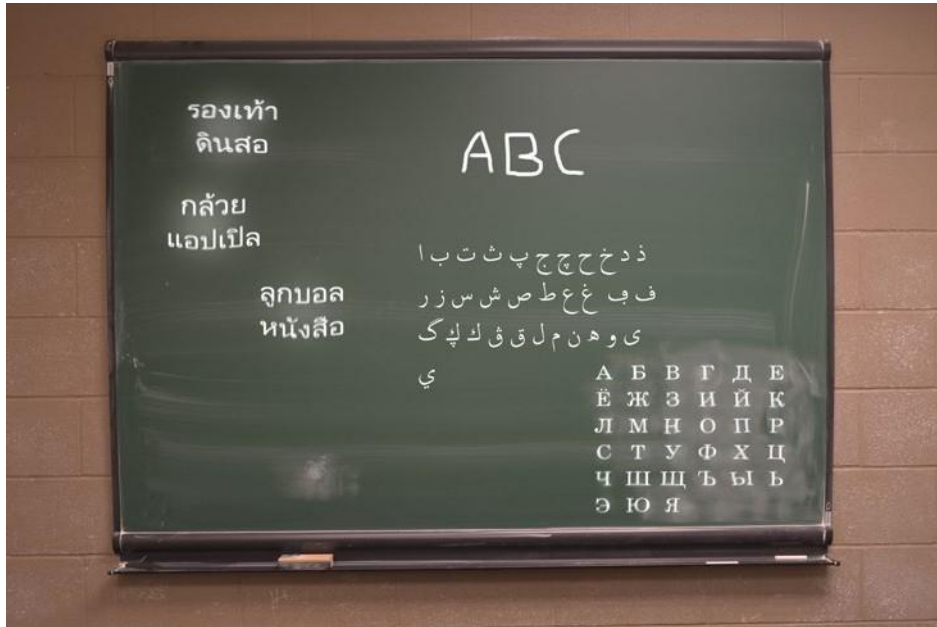 รองเท้า
ดินสอ
ABC
กล้วย
แอปเปิล
ذ د خ ح چ ج پ ث ت ب ا
ลูกบอล
หนังสือ
ف ڢ غ ع ط ص ش س ز ر
ى و ه ن م ل ق ڨ ك ڮ گ
ي
А Б В Г Д Е
Ё Ж З И Й К
Л М Н О П Р
С Т У Ф Х Ц
Ч Ш Щ Ъ Ы Ь
Э Ю Я